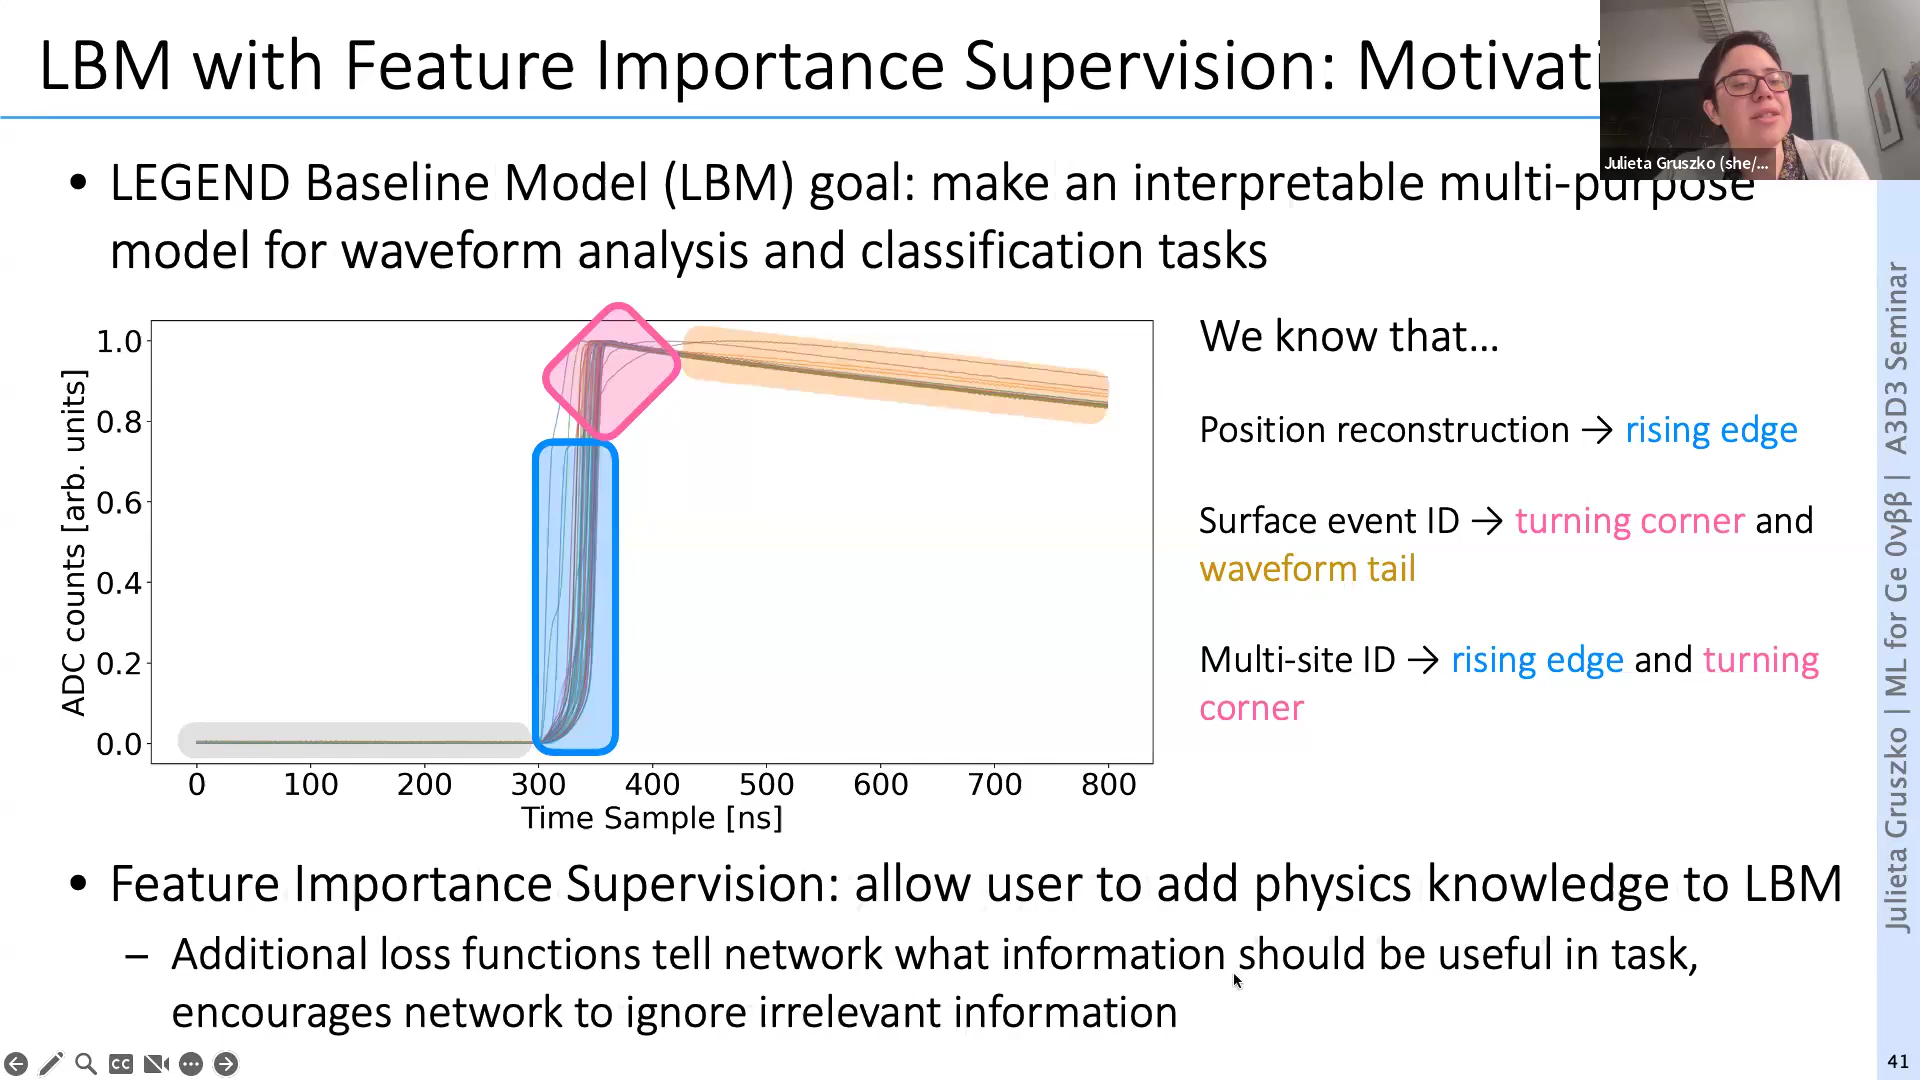 LBM with Feature Importance Supervision: Motivati
Julieta Gruszko (she/...
• LEGEND Baseline Model (LBM) goal: make an interpretable multi-purpose
model for waveform analysis and classification tasks
ADC counts [arb. units]
1.0
0.8
0.6
0.4
0.2
0.0
0 100 200 300 400 500 600 700 800
Time Sample [ns]
We know that...
Position reconstruction → rising edge
Surface event ID → turning corner and
waveform tail
Multi-site ID → rising edge and turning
corner
• Feature Importance Supervision: allow user to add physics knowledge to LBM
– Additional loss functions tell network what information should be useful in task,
encourages network to ignore irrelevant information
Julieta Gruszko | ML for Ge 0νββ | A3D3 Seminar
CC
41